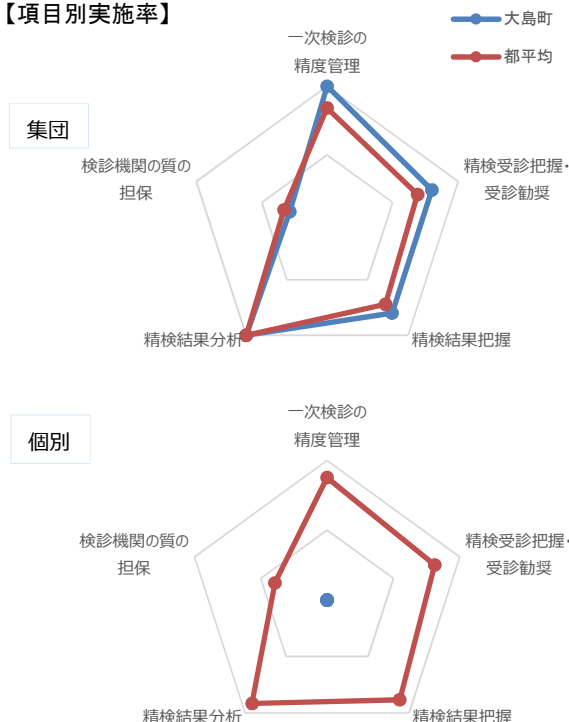 【項目別実施率】
大島町
都平均
集団
一次検診の
精度管理
精検受診把握・
受診勧奨
精検結果把握
精検結果分析
検診機関の質の
担保
個別
一次検診の
精度管理
精検受診把握・
受診勧奨
精検結果把握
精検結果分析
検診機関の質の
担保